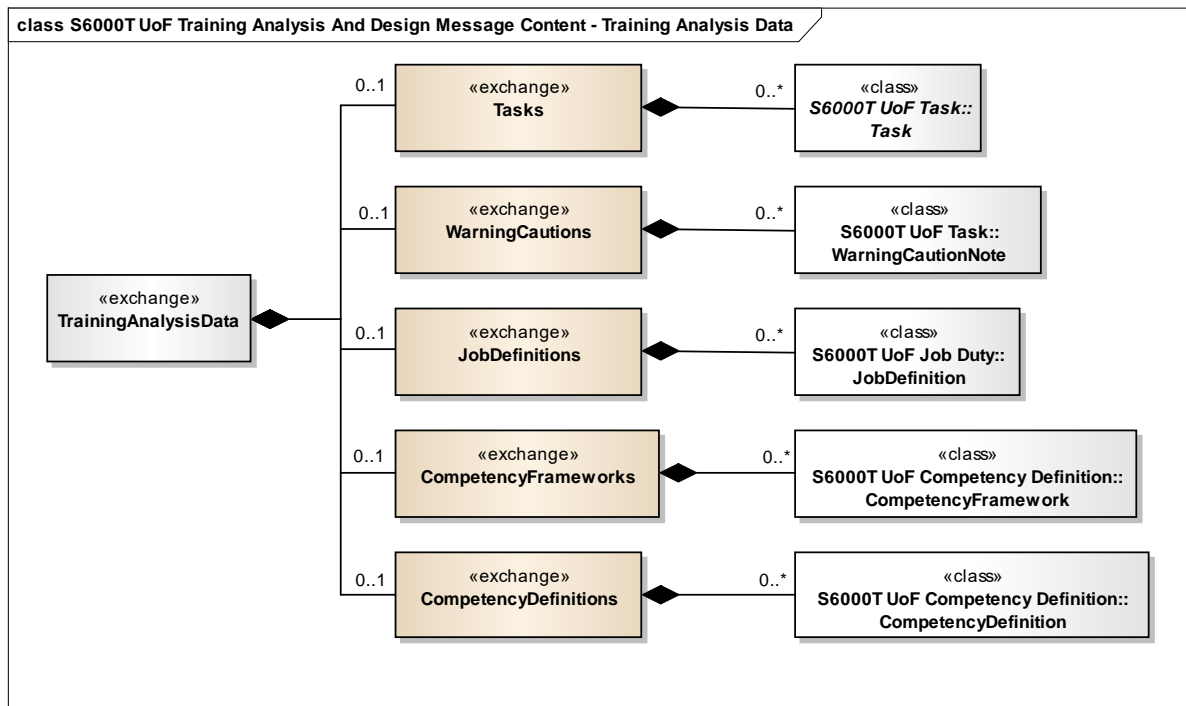 class S6000T UoF Training Analysis And Design Message Content - Training Analysis Data
«exchange»
TrainingAnalysisData
0..1
«exchange»
Tasks
0..*
«class»
S6000T UoF Task::
Task
0..1
«exchange»
WarningCautions
0..*
«class»
S6000T UoF Task::
WarningCautionNote
0..1
«exchange»
JobDefinitions
0..*
«class»
S6000T UoF Job Duty::
JobDefinition
0..1
«exchange»
CompetencyFrameworks
0..*
«class»
S6000T UoF Competency Definition::
CompetencyFramework
0..1
«exchange»
CompetencyDefinitions
0..*
«class»
S6000T UoF Competency Definition::
CompetencyDefinition